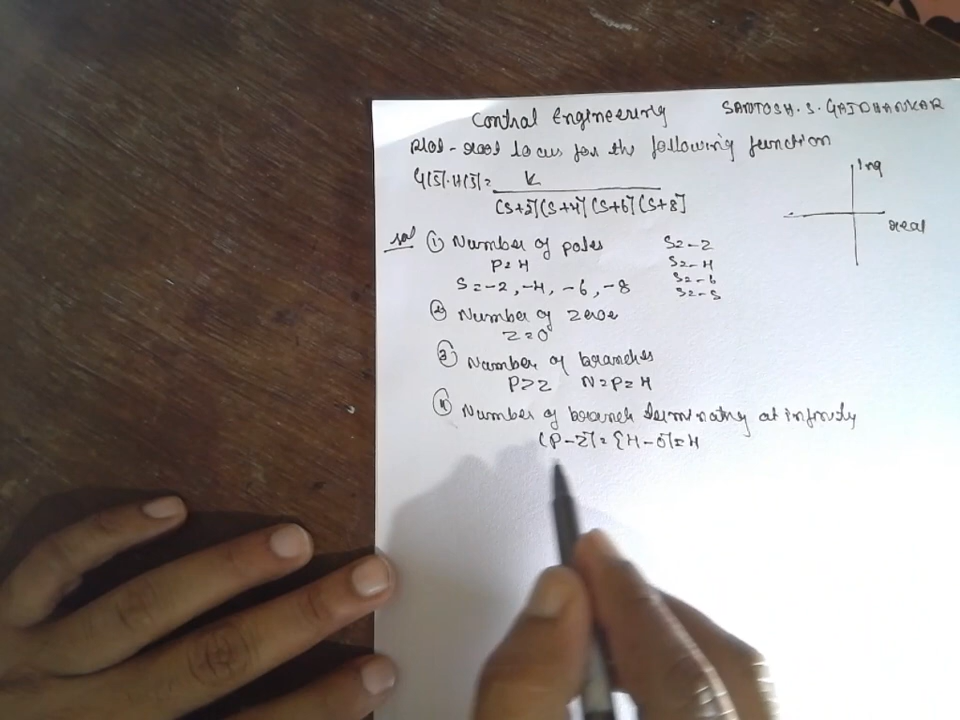 Control Engineering SANTOSH.S.GAIDHANKAR
Plot-root locus for the following function
G(S).H(S)= K
(S+2)(S+4)(S+6)(S+8)
Img
real
sol ① Number of poles
P=4
S=-2,-4,-6,-8
S=-2
S=-4
S=-6
S=-8
② Number of zeroe
Z=0
③ Number of branches
P>Z N=P=4
④ Number of branch terminating at infinity
(P-Z)=(4-0)=4